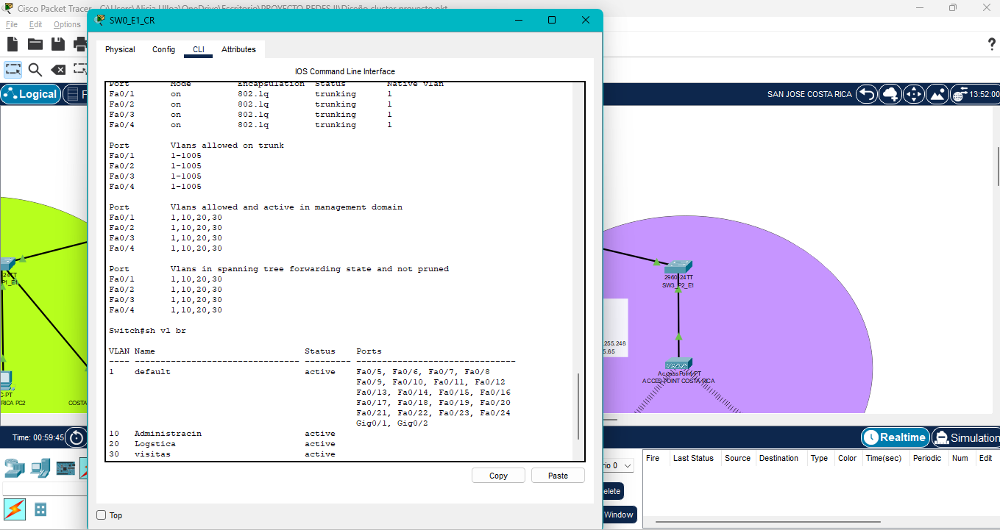 Cisco Packet Tracer - C:\Users\Alicia Ulloa\OneDrive\Escritorio\PROYECTO REDES II\Diseño cluster proyecto.pkt
SW0_E1_CR
File Edit Options
Physical Config CLI Attributes
IOS Command Line Interface
Logical
SAN JOSE COSTA RICA
13:52:00
Port Mode Encapsulation Status Native vlan
Fa0/1 on 802.1q trunking 1
Fa0/2 on 802.1q trunking 1
Fa0/3 on 802.1q trunking 1
Fa0/4 on 802.1q trunking 1
Port Vlans allowed on trunk
Fa0/1 1-1005
Fa0/2 1-1005
Fa0/3 1-1005
Fa0/4 1-1005
Port Vlans allowed and active in management domain
Fa0/1 1,10,20,30
Fa0/2 1,10,20,30
Fa0/3 1,10,20,30
Fa0/4 1,10,20,30
Port Vlans in spanning tree forwarding state and not pruned
Fa0/1 1,10,20,30
Fa0/2 1,10,20,30
Fa0/3 1,10,20,30
Fa0/4 1,10,20,30
Switch#sh vl br
VLAN Name Status Ports
1 default active Fa0/5, Fa0/6, Fa0/7, Fa0/8
Fa0/9, Fa0/10, Fa0/11, Fa0/12
Fa0/13, Fa0/14, Fa0/15, Fa0/16
Fa0/17, Fa0/18, Fa0/19, Fa0/20
Fa0/21, Fa0/22, Fa0/23, Fa0/24
Gig0/1, Gig0/2
10 Administracin active
20 Logstica active
30 visitas active
Copy Paste
Top
24TT
P1_E1
C-PT
RICA PC2
COSTA
2960-24TT
SW3_P2_E1
.255.248
5.65
AccessPoint-PT
ACCES-POINT COSTA RICA
Time: 00:59:45
Realtime
Simulation
rio 0
elete
Window
Fire Last Status Source Destination Type Color Time(sec) Periodic Num Edit